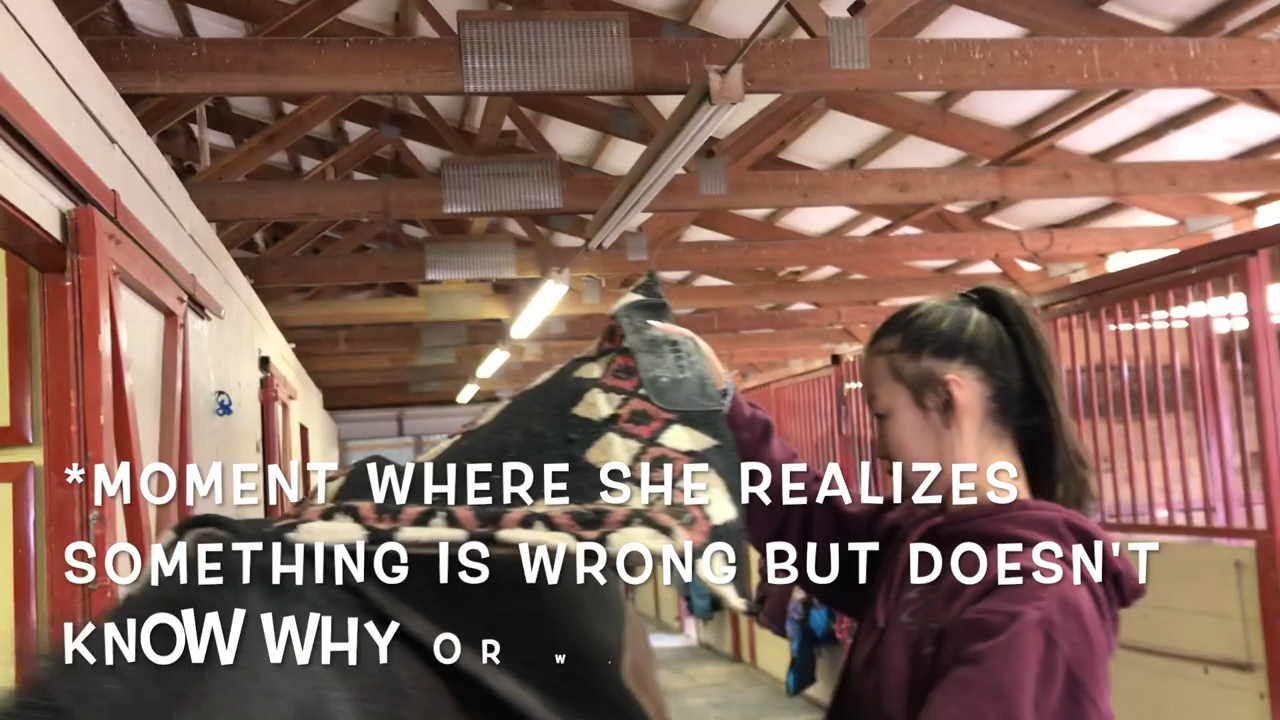 *MOMENT WHERE SHE REALIZES
SOMETHING IS WRONG BUT DOESN'T
KNOW WHY OR W